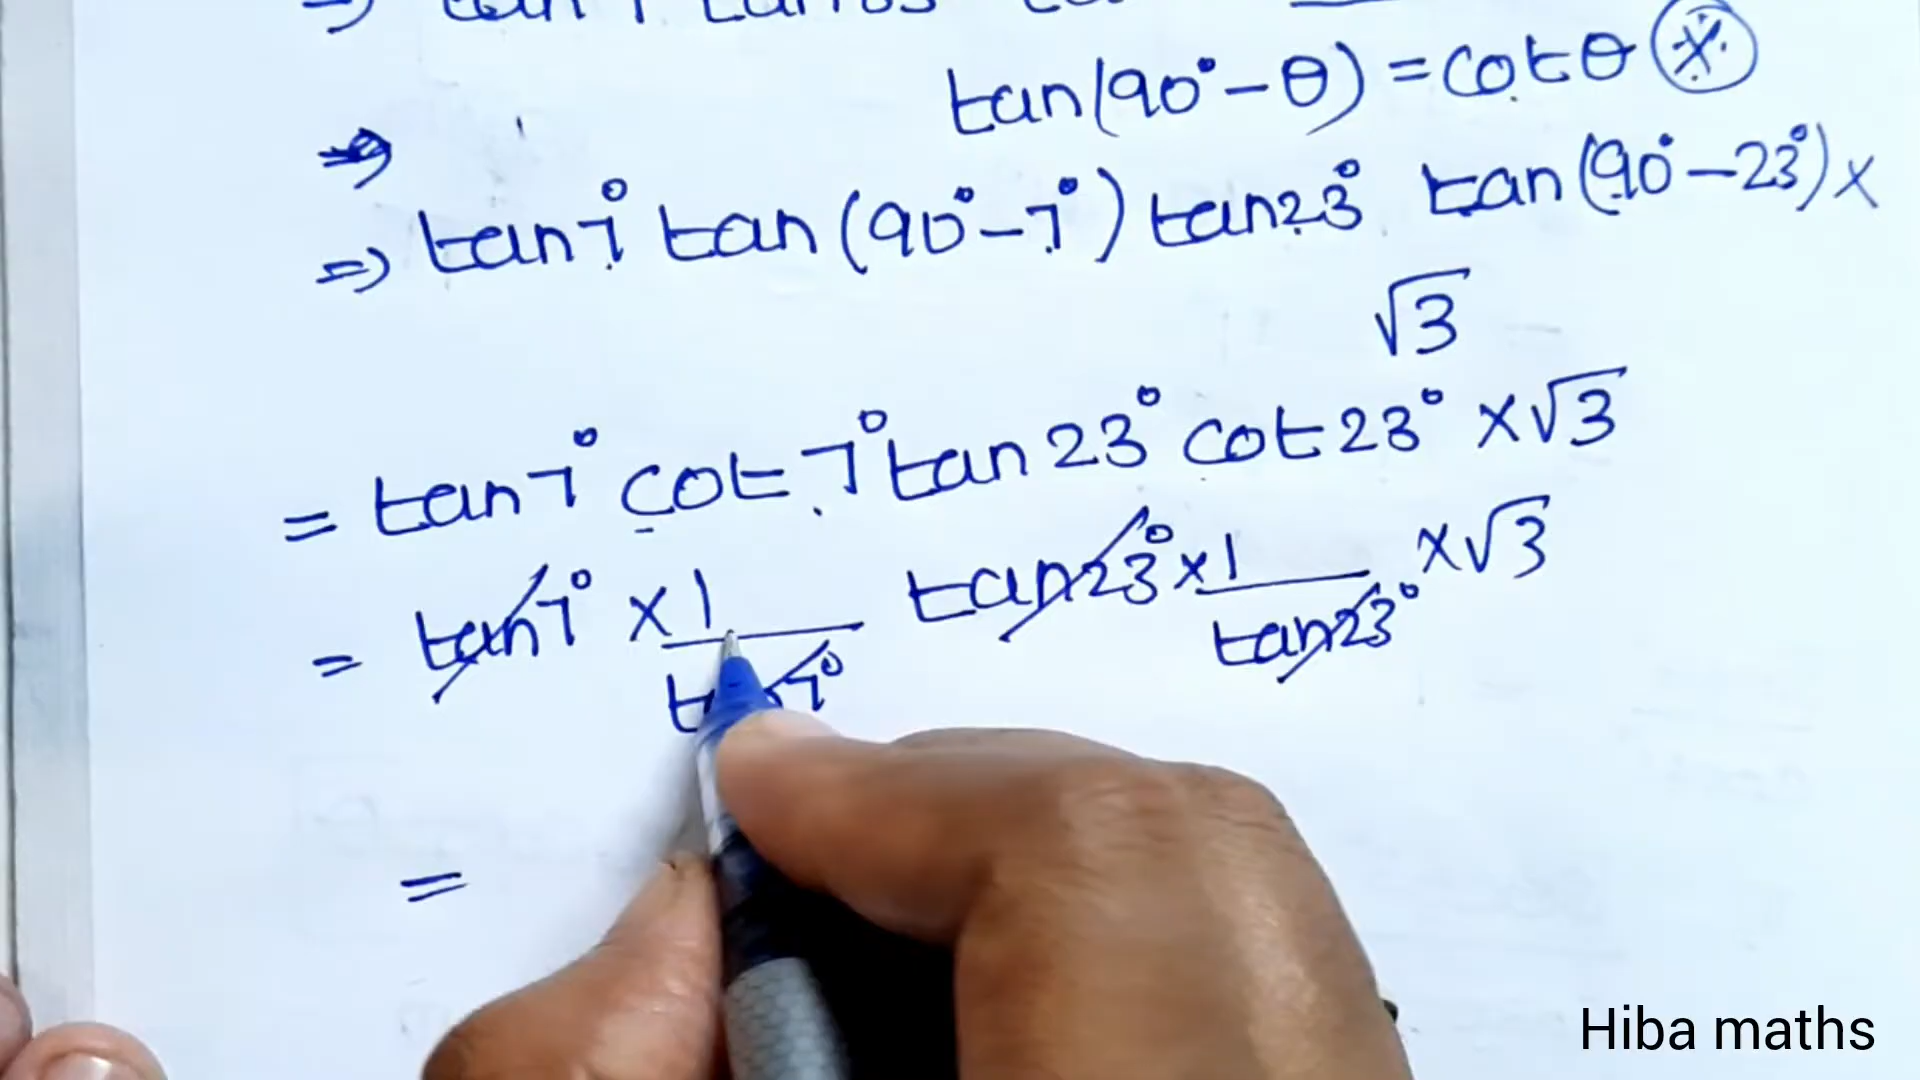 tan(90°-θ)=cotθ *
⇒
⇒ tan7° tan(90°-7°) tan23° tan(90°-23°)×
√3
= tan7° cot7° tan23° cot23° ×√3
= tan7° ×1/tan7° tan23° ×1/tan23° ×√3
=
Hiba maths